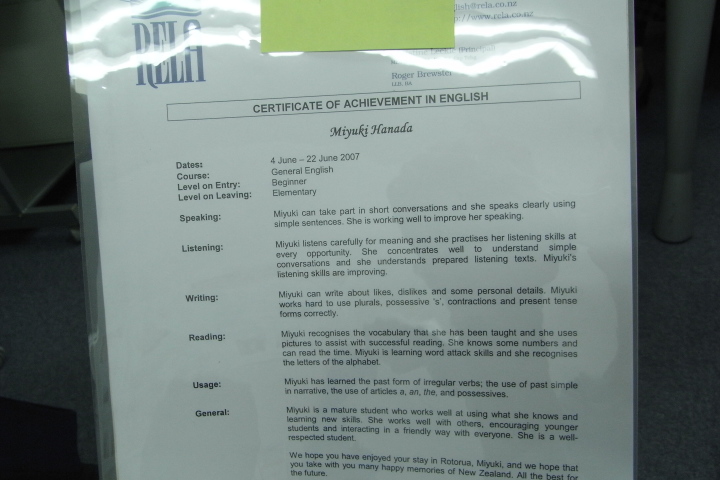 RELA
lish@rela.co.nz
p://www.rela.co.nz
Roger Brewster
LLB, BA
CERTIFICATE OF ACHIEVEMENT IN ENGLISH
Miyuki Hanada
Dates: 4 June – 22 June 2007
Course: General English
Level on Entry: Beginner
Level on Leaving: Elementary
Speaking: Miyuki can take part in short conversations and she speaks clearly using
simple sentences. She is working well to improve her speaking.
Listening: Miyuki listens carefully for meaning and she practises her listening skills at
every opportunity. She concentrates well to understand simple
conversations and she understands prepared listening texts. Miyuki's
listening skills are improving.
Writing: Miyuki can write about likes, dislikes and some personal details. Miyuki
works hard to use plurals, possessive 's', contractions and present tense
forms correctly.
Reading: Miyuki recognises the vocabulary that she has been taught and she uses
pictures to assist with successful reading. She knows some numbers and
can read the time. Miyuki is learning word attack skills and she recognises
the letters of the alphabet.
Usage: Miyuki has learned the past form of irregular verbs; the use of past simple
in narrative, the use of articles a, an, the, and possessives.
General: Miyuki is a mature student who works well at using what she knows and
learning new skills. She works well with others, encouraging younger
students and interacting in a friendly way with everyone. She is a well-
respected student.
We hope you have enjoyed your stay in Rotorua, Miyuki, and we hope that
you take with you many happy memories of New Zealand. All the best for
the future.